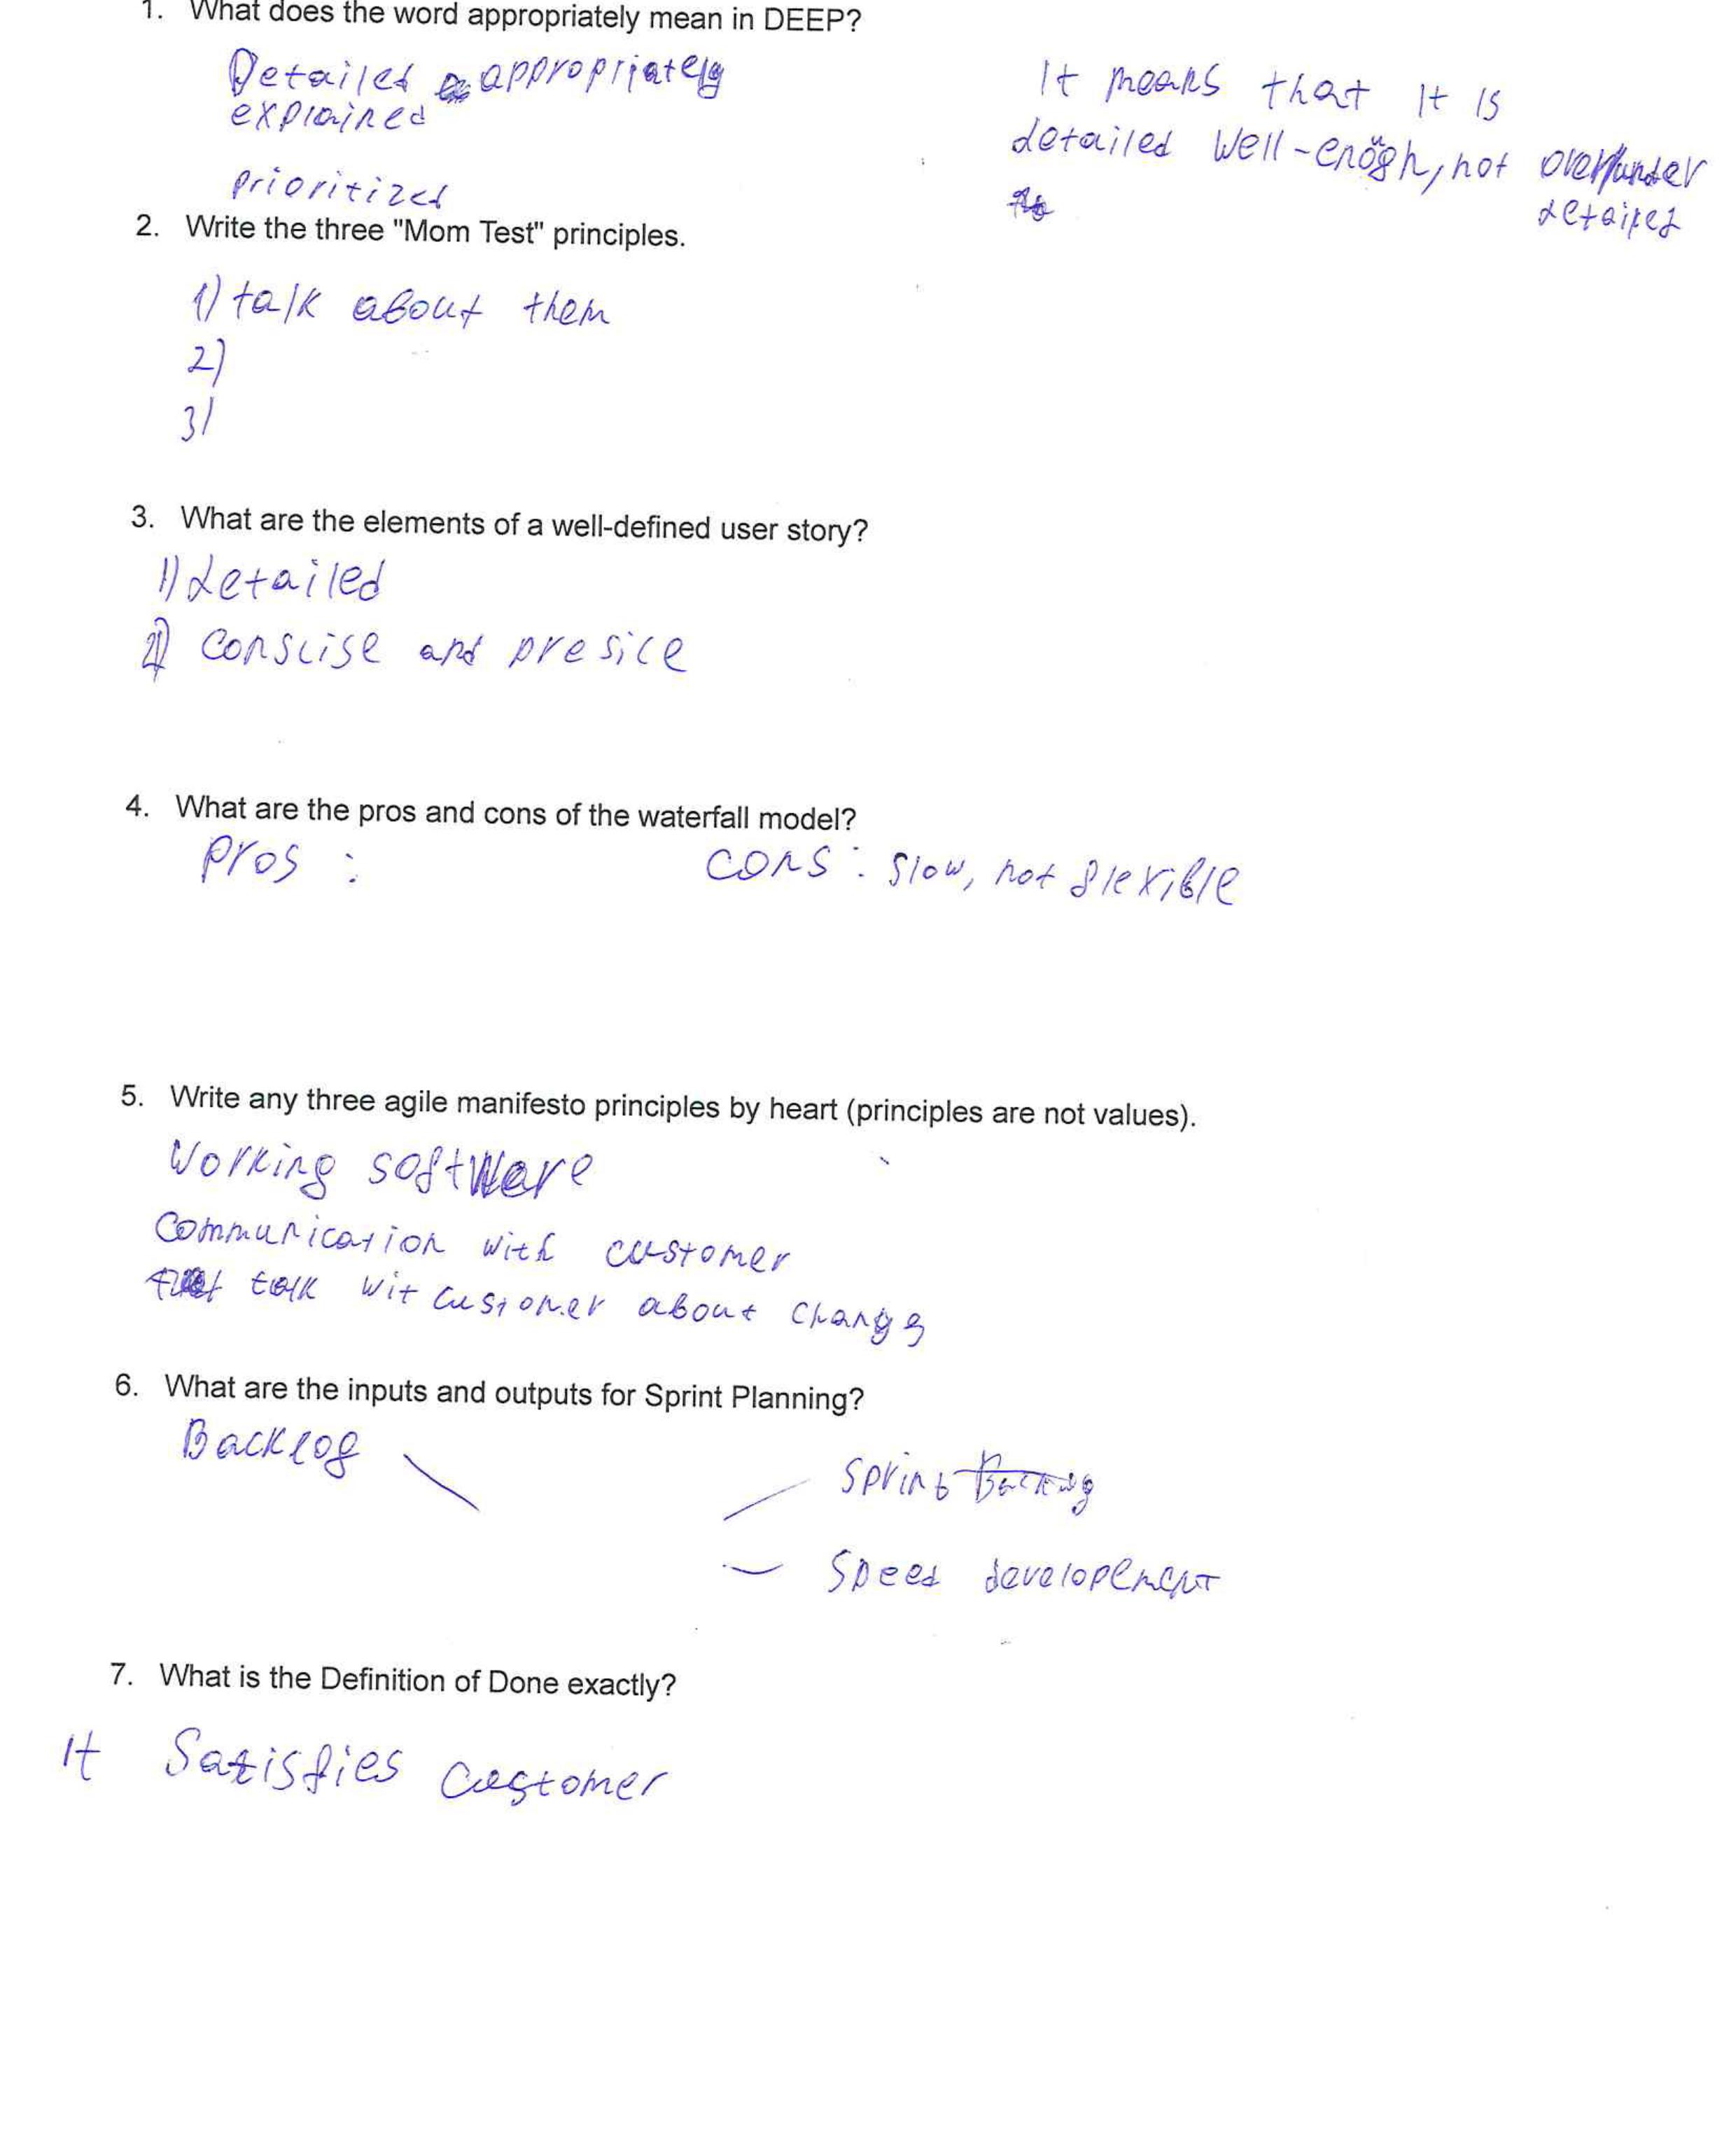 1. What does the word appropriately mean in DEEP?
Detailed appropriately
explained
prioritized
It means that it is
detailed well-enough, not over/under
detailed
2. Write the three "Mom Test" principles.
1) talk about them
2)
3)
3. What are the elements of a well-defined user story?
1) detailed
2) conscise and presice
4. What are the pros and cons of the waterfall model?
pros :
cons : slow, not flexible
5. Write any three agile manifesto principles by heart (principles are not values).
Working software
Communication with customer
talk wit customer about changes
6. What are the inputs and outputs for Sprint Planning?
Backlog
Sprint Backlog
Speed developement
7. What is the Definition of Done exactly?
It Satisfies customer